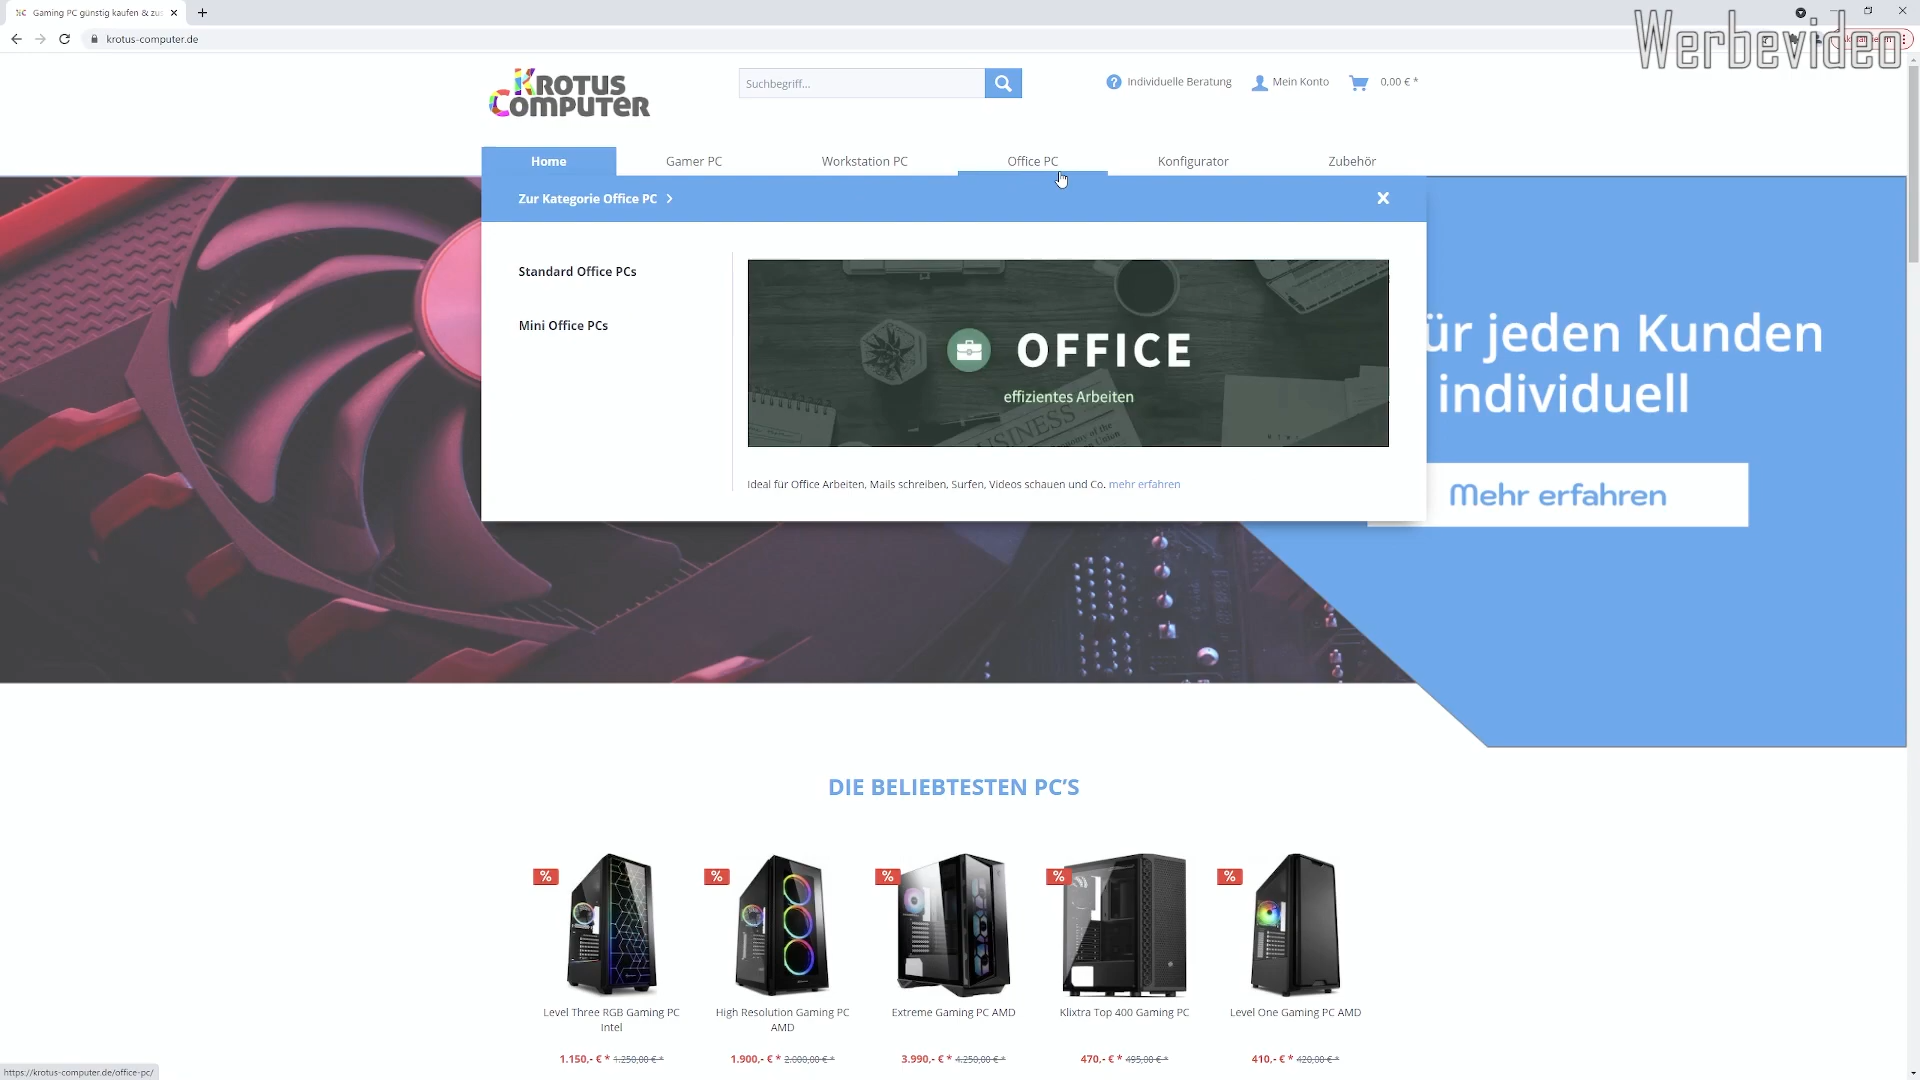 Gaming PC günstig kaufen & zus
krotus-computer.de
Werbevideo
KROTUS
COMPUTER
Suchbegriff...
Individuelle Beratung
Mein Konto
0,00 € *
Home
Gamer PC
Workstation PC
Office PC
Konfigurator
Zubehör
Zur Kategorie Office PC
Standard Office PCs
Mini Office PCs
OFFICE
effizientes Arbeiten
BUSINESS
Ideal für Office Arbeiten, Mails schreiben, Surfen, Videos schauen und Co. mehr erfahren
ür jeden Kunden
individuell
Mehr erfahren
DIE BELIEBTESTEN PC'S
%
%
%
%
%
Level Three RGB Gaming PC
Intel
1.150,- € * 1.250,00 € *
High Resolution Gaming PC
AMD
1.900,- € * 2.000,00 € *
Extreme Gaming PC AMD
3.990,- € * 4.250,00 € *
Klixtra Top 400 Gaming PC
470,- € * 495,00 € *
Level One Gaming PC AMD
410,- € * 420,00 € *
https://krotus-computer.de/office-pc/